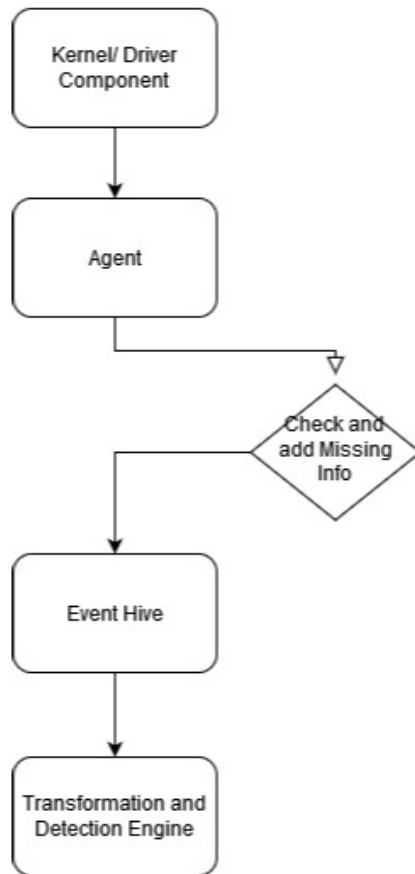 Kernel/ Driver
Component
Agent
Check and
add Missing
Info
Event Hive
Transformation and
Detection Engine